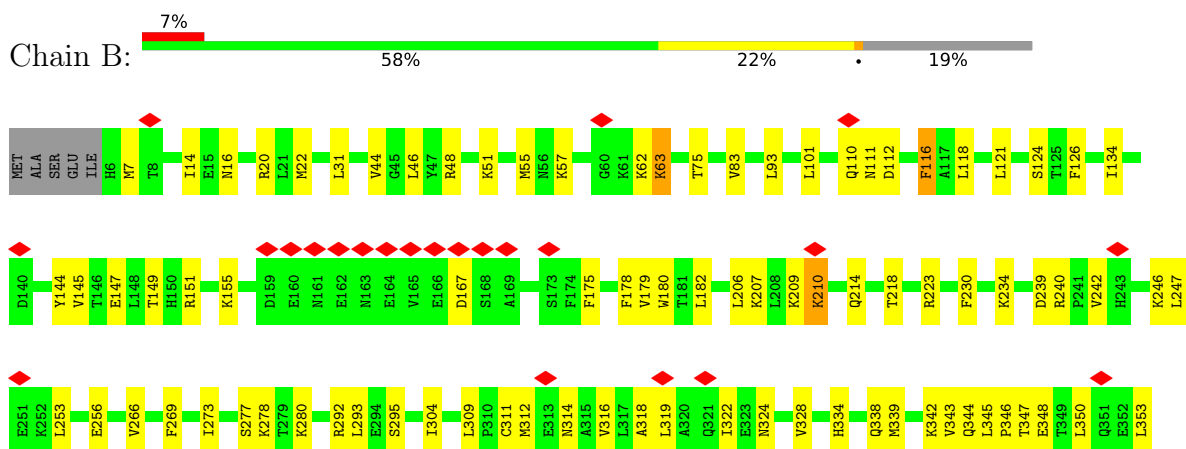 7%
Chain B:
58% 22% . 19%
MET ALA SER GLU ILE H6 M7 T8 I14 E15 N16 R20 L21 M22 L31 V44 G45 L46 Y47 R48 K51 M55 N56 K57 G60 K61 K62 K63 T75 V83 L93 L101 Q110 N111 D112 F116 A117 L118 L121 S124 T125 F126 I134
D140 Y144 V145 T146 E147 L148 T149 H150 R151 K155 D159 E160 N161 E162 N163 E164 V165 E166 D167 S168 A169 S173 F174 F175 F178 V179 W180 T181 L182 L206 K207 L208 K209 K210 Q214 T218 R223 F230 K234 D239 R240 P241 V242 H243 K246 L247
E251 K252 L253 E256 V266 F269 I273 S277 K278 T279 K280 R292 L293 E294 S295 I304 L309 P310 C311 M312 E313 N314 A315 V316 L317 A318 L319 A320 Q321 I322 E323 N324 V328 H334 Q338 M339 K342 V343 Q344 L345 P346 T347 E348 T349 L350 Q351 E352 L353